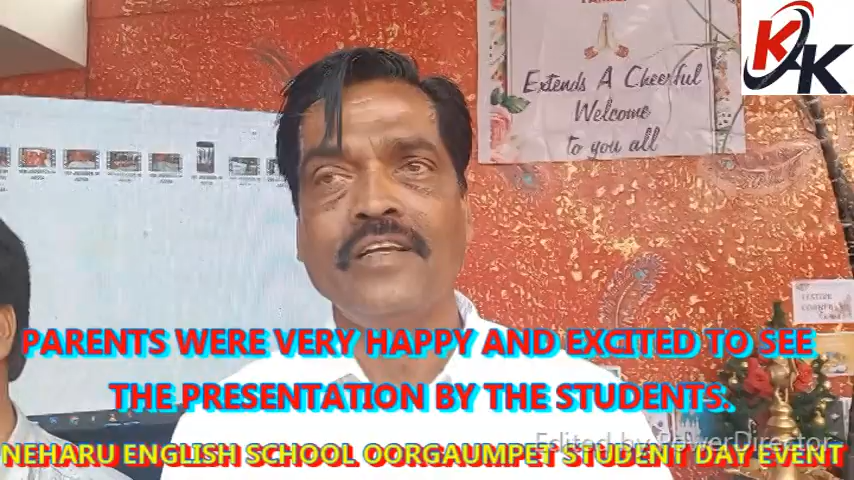 KAK
Extends A Cheerful
Welcome
to you all
PARENTS WERE VERY HAPPY AND EXCITED TO SEE
THE PRESENTATION BY THE STUDENTS.
Edited by PowerDirector
NEHARU ENGLISH SCHOOL OORGAUMPET STUDENT DAY EVENT